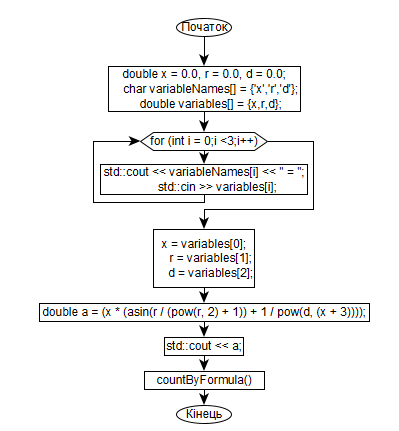 Початок
double x = 0.0, r = 0.0, d = 0.0;
char variableNames[] = {'x','r','d'};
double variables[] = {x,r,d};
for (int i = 0;i <3;i++)
std::cout << variableNames[i] << " = ";
std::cin >> variables[i];
x = variables[0];
r = variables[1];
d = variables[2];
double a = (x * (asin(r / (pow(r, 2) + 1)) + 1 / pow(d, (x + 3))));
std::cout << a;
countByFormula()
Кінець